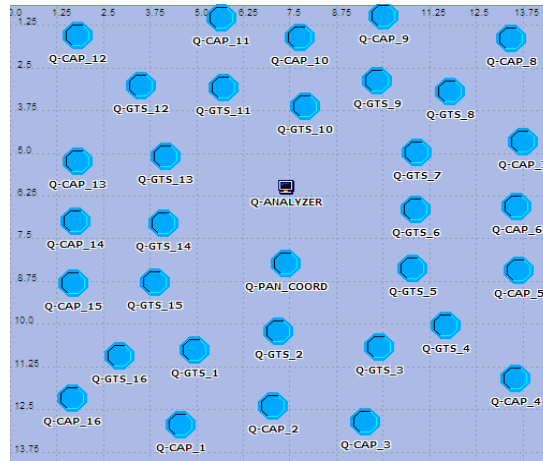 0.0 1.25 2.5 3.75 5.0 6.25 7.5 8.75 10.0 11.25 12.5 13.75
1.25
Q-CAP_12
Q-CAP_11
Q-CAP_10
Q-CAP_9
Q-CAP_8
2.5
Q-GTS_12
Q-GTS_11
Q-GTS_10
Q-GTS_9
Q-GTS_8
3.75
5.0
Q-CAP_13
Q-GTS_13
Q-GTS_7
Q-CAP_
6.25
Q-ANALYZER
7.5
Q-CAP_14
Q-GTS_14
Q-GTS_6
Q-CAP_6
8.75
Q-CAP_15
Q-GTS_15
Q-PAN_COORD
Q-GTS_5
Q-CAP_5
10.0
Q-GTS_16
Q-GTS_1
Q-GTS_2
Q-GTS_3
Q-GTS_4
11.25
12.5
Q-CAP_16
Q-CAP_1
Q-CAP_2
Q-CAP_3
Q-CAP_4
13.75